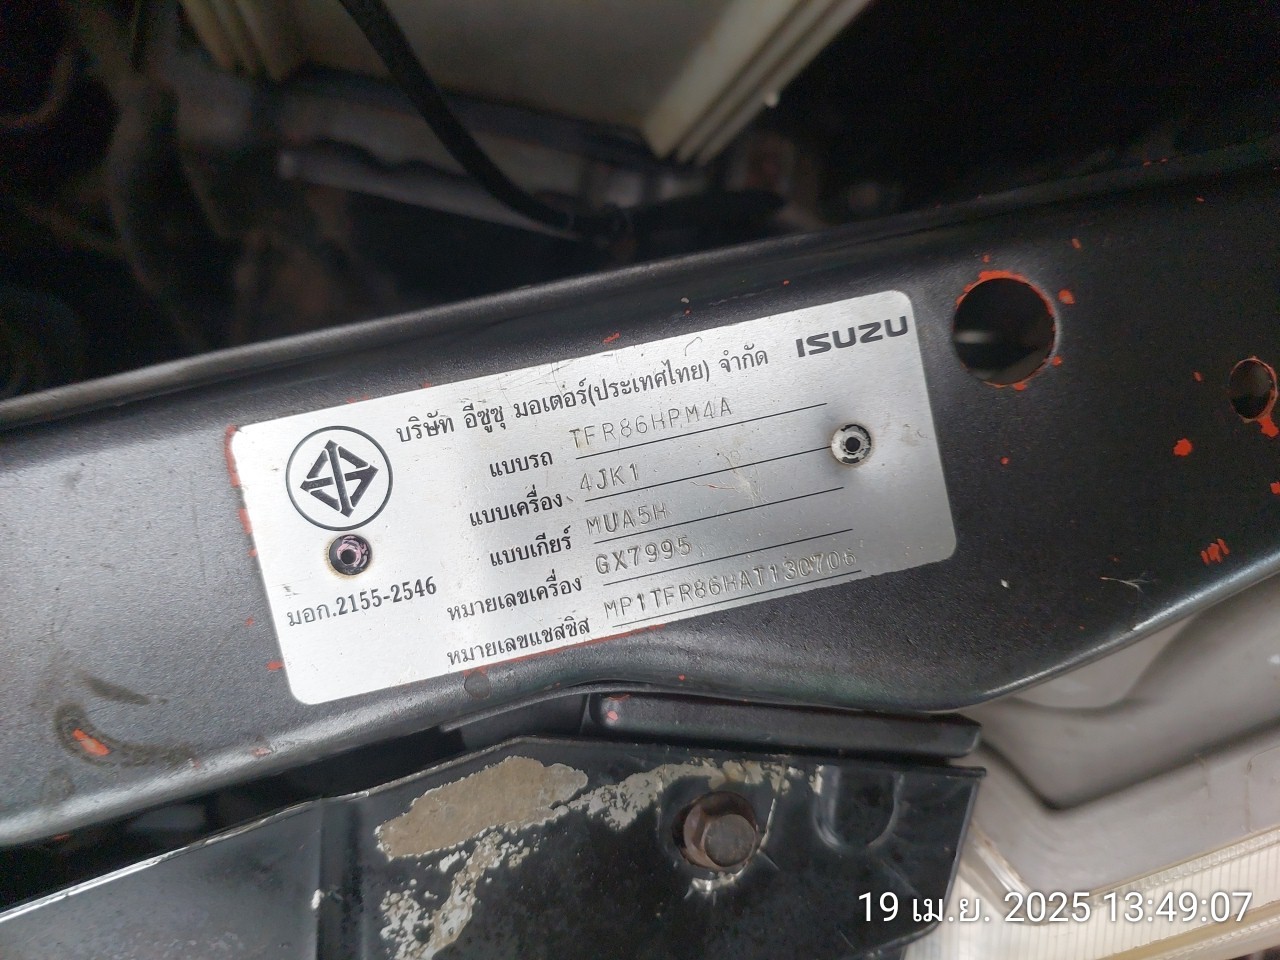 ISUZU
บริษัท อีซูซุ มอเตอร์(ประเทศไทย) จำกัด
แบบรถ TFR86HPM4A
แบบเครื่อง 4JK1
แบบเกียร์ MUA5H
หมายเลขเครื่อง GX7995
หมายเลขแชสซิส MP1TFR86HAT130706
มอก.2155-2546
19 เม.ย. 2025 13:49:07